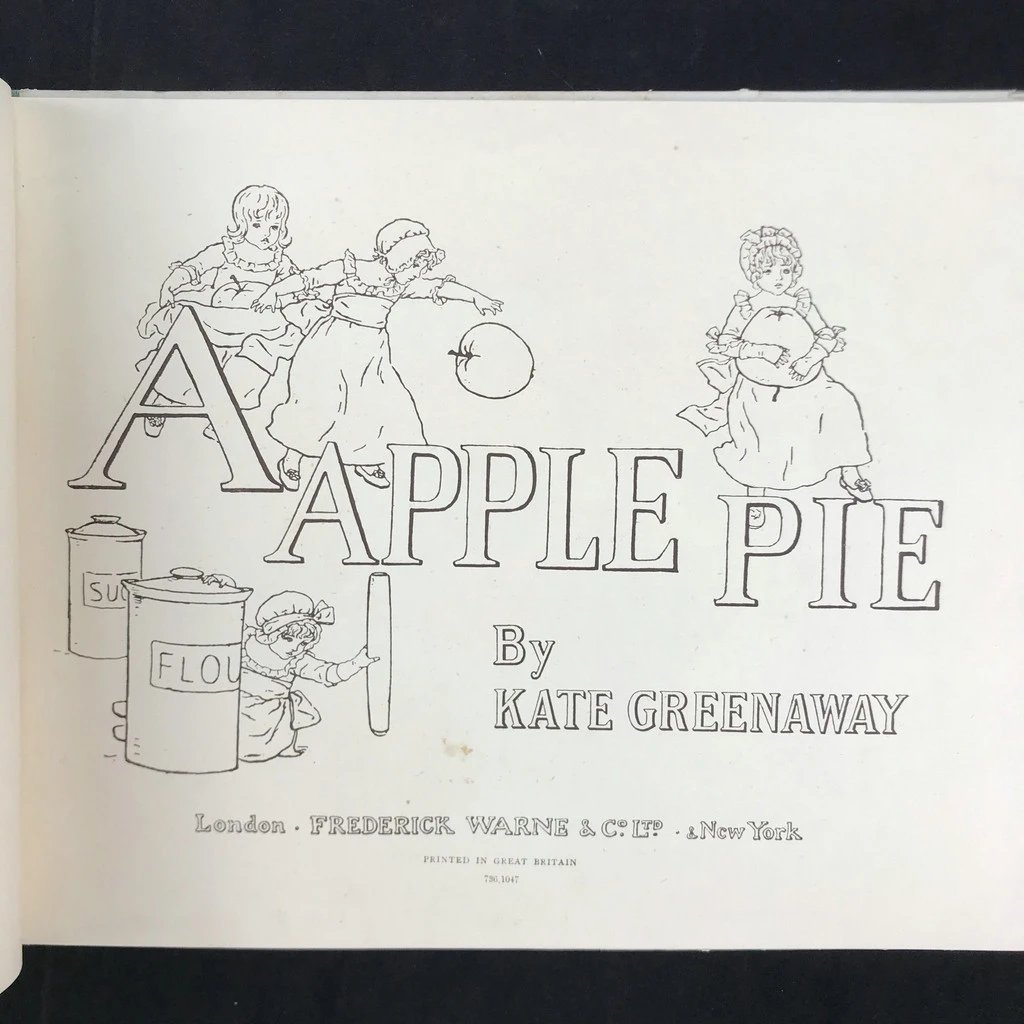 A APPLE PIE
By
KATE GREENAWAY
SU
FLOU
London · FREDERICK WARNE & Cº LTD · & New York
PRINTED IN GREAT BRITAIN
736.1047